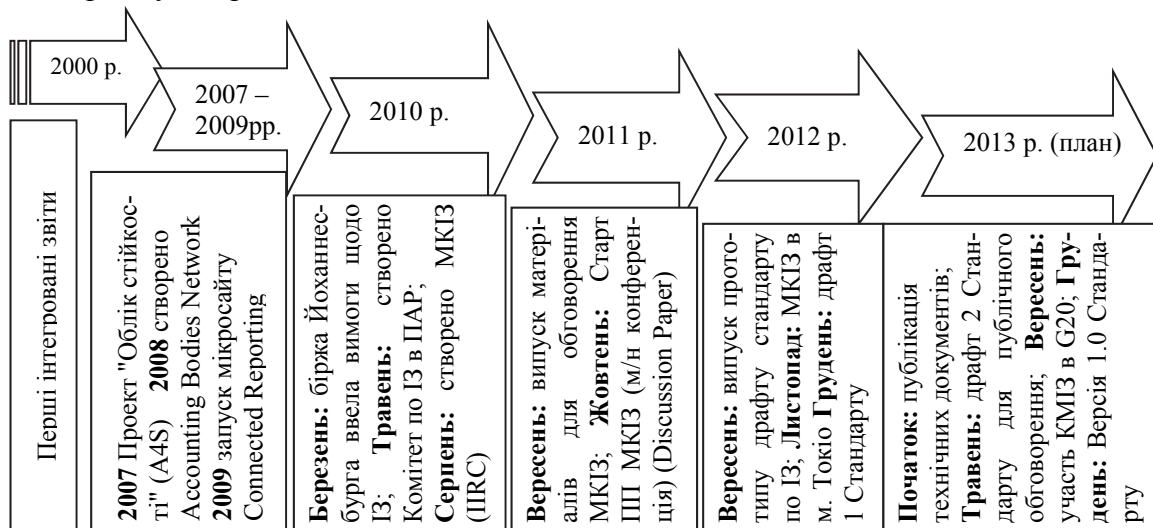 2000 р.
2007 –
2009рр.
2010 р.
2011 р.
2012 р.
2013 р. (план)
Перші інтегровані звіти
2007 Проект "Облік стійкос-
ті" (A4S) 2008 створено
Accounting Bodies Network
2009 запуск мікросайту
Connected Reporting
Березень: біржа Йоханнес-
бурга ввела вимоги щодо
ІЗ; Травень: створено
Комітет по ІЗ в ПАР;
Серпень: створено МКІЗ
(IIRC)
Вересень: випуск матері-
алів для обговорення
МКІЗ; Жовтень: Старт
ПП МКІЗ (м/н конферен-
ція) (Discussion Paper)
Вересень: випуск прото-
типу драфту стандарту
по ІЗ; Листопад: МКІЗ в
м. Токіо Грудень: драфт
1 Стандарту
Початок: публікація
технічних документів;
Травень: драфт 2 Стан-
дарту для публічного
обговорення; Вересень:
участь КМІЗ в G20; Гру-
день: Версія 1.0 Станда-
рту